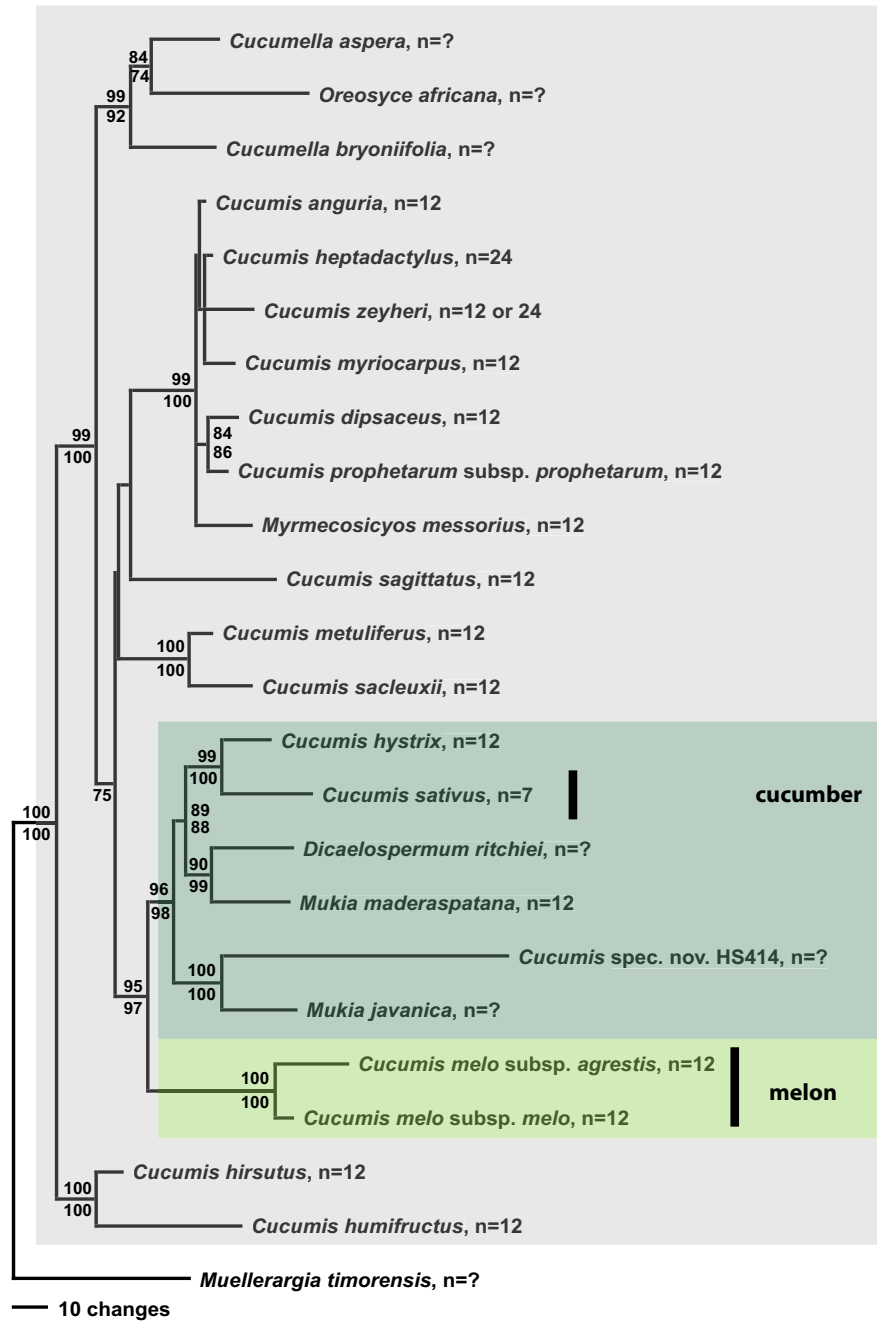 Cucumella aspera, n=?
84
74
Oreosyce africana, n=?
99
92
Cucumella bryoniifolia, n=?
Cucumis anguria, n=12
Cucumis heptadactylus, n=24
Cucumis zeyheri, n=12 or 24
Cucumis myriocarpus, n=12
99
100
Cucumis dipsaceus, n=12
84
86
99
100
Cucumis prophetarum subsp. prophetarum, n=12
Myrmecosicyos messorius, n=12
Cucumis sagittatus, n=12
Cucumis metuliferus, n=12
100
100
Cucumis sacleuxii, n=12
Cucumis hystrix, n=12
99
100
Cucumis sativus, n=7
cucumber
75
89
88
100
100
Dicaelospermum ritchiei, n=?
90
99
Mukia maderaspatana, n=12
96
98
Cucumis spec. nov. HS414, n=?
100
100
95
97
Mukia javanica, n=?
Cucumis melo subsp. agrestis, n=12
100
100
melon
Cucumis melo subsp. melo, n=12
Cucumis hirsutus, n=12
100
100
Cucumis humifructus, n=12
Muellerargia timorensis, n=?
10 changes